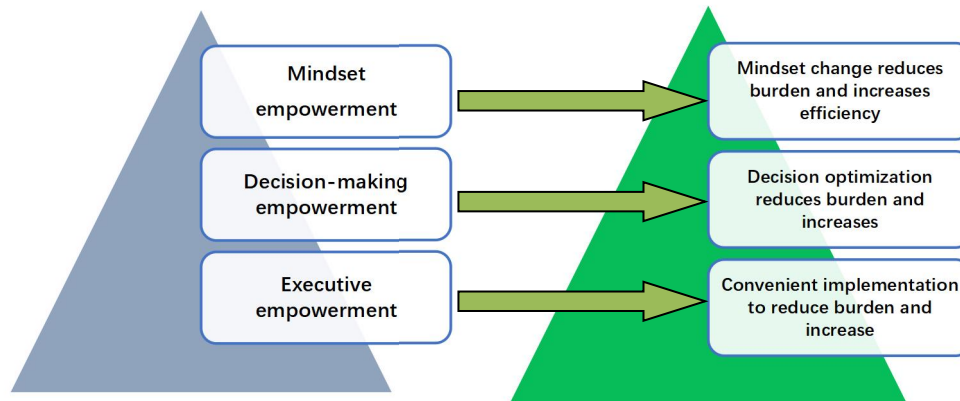 Mindset
empowerment
Mindset change reduces
burden and increases
efficiency
Decision-making
empowerment
Decision optimization
reduces burden and
increases
Executive
empowerment
Convenient implementation
to reduce burden and
increase